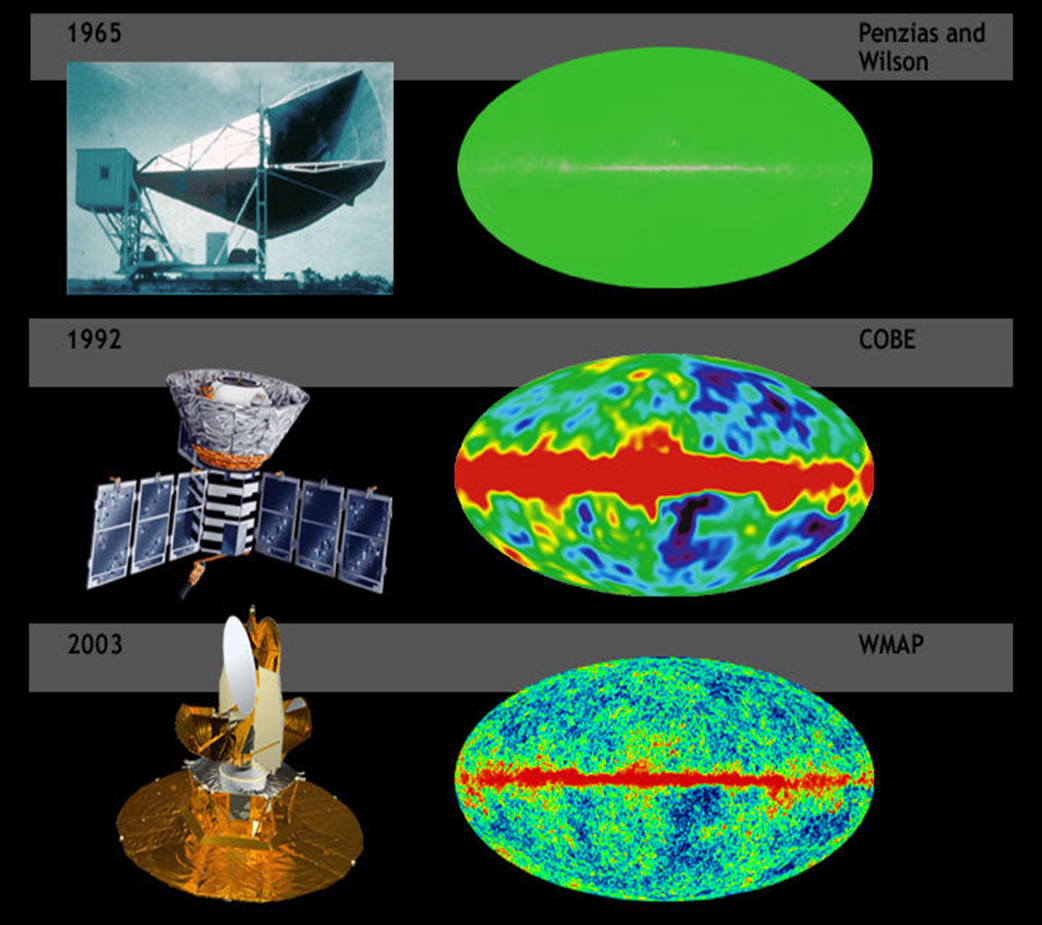 1965
Penzias and
Wilson
1992
COBE
2003
WMAP